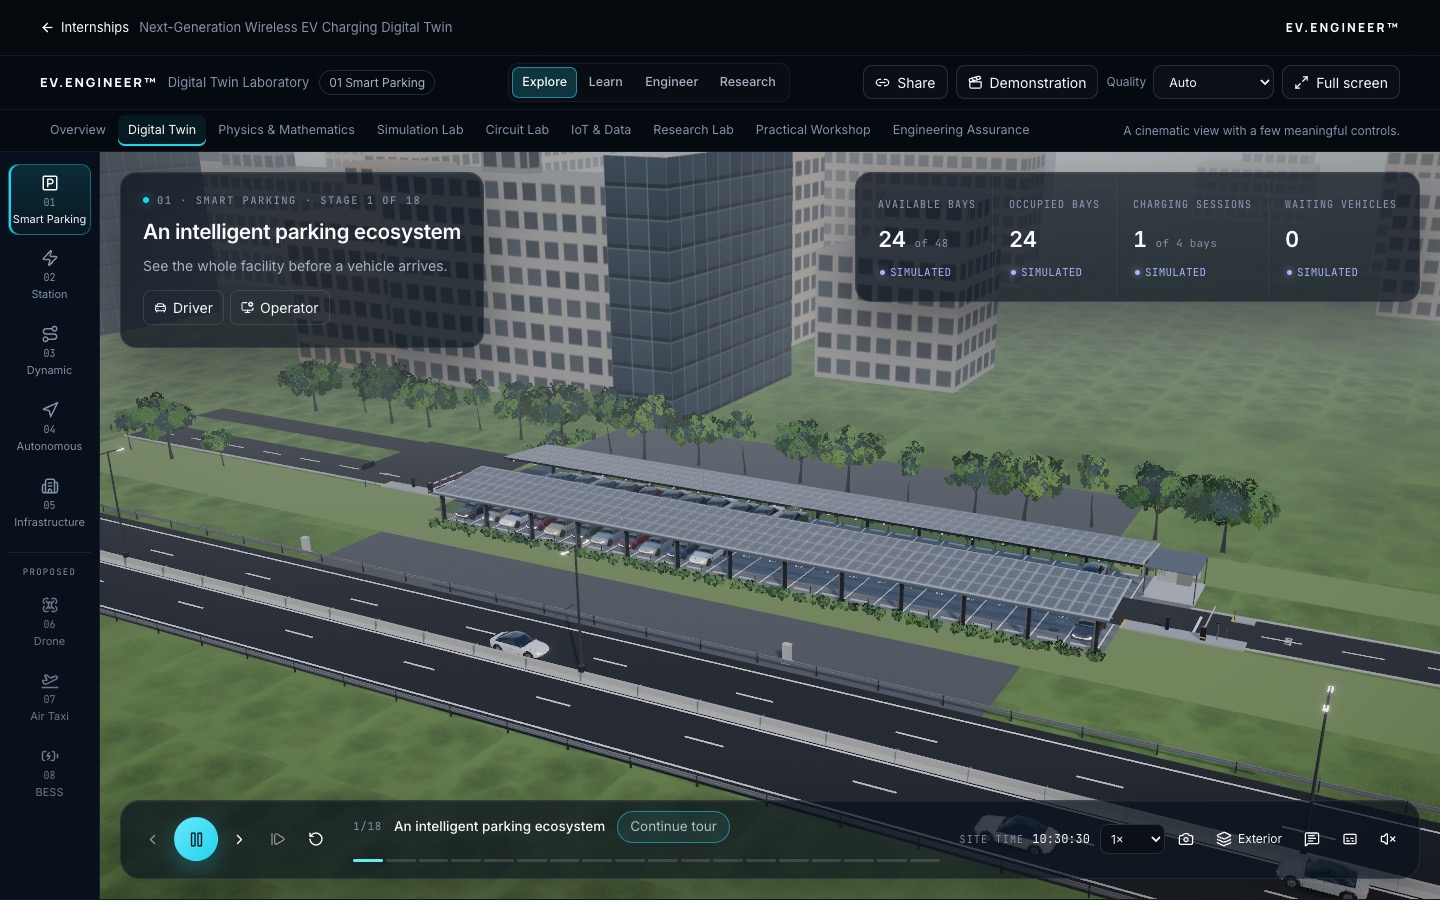 Internships Next-Generation Wireless EV Charging Digital Twin
EV.ENGINEER™
EV.ENGINEER™ Digital Twin Laboratory 01 Smart Parking
Explore Learn Engineer Research
Share Demonstration Quality Auto Full screen
Overview Digital Twin Physics & Mathematics Simulation Lab Circuit Lab IoT & Data Research Lab Practical Workshop Engineering Assurance
A cinematic view with a few meaningful controls.
01
Smart Parking
02
Station
03
Dynamic
04
Autonomous
05
Infrastructure
PROPOSED
06
Drone
07
Air Taxi
08
BESS
01 · SMART PARKING · STAGE 1 OF 18
An intelligent parking ecosystem
See the whole facility before a vehicle arrives.
Driver Operator
AVAILABLE BAYS OCCUPIED BAYS CHARGING SESSIONS WAITING VEHICLES
24 of 48 24 1 of 4 bays 0
SIMULATED SIMULATED SIMULATED SIMULATED
1/18 An intelligent parking ecosystem Continue tour
SITE TIME 10:30:30 1× Exterior